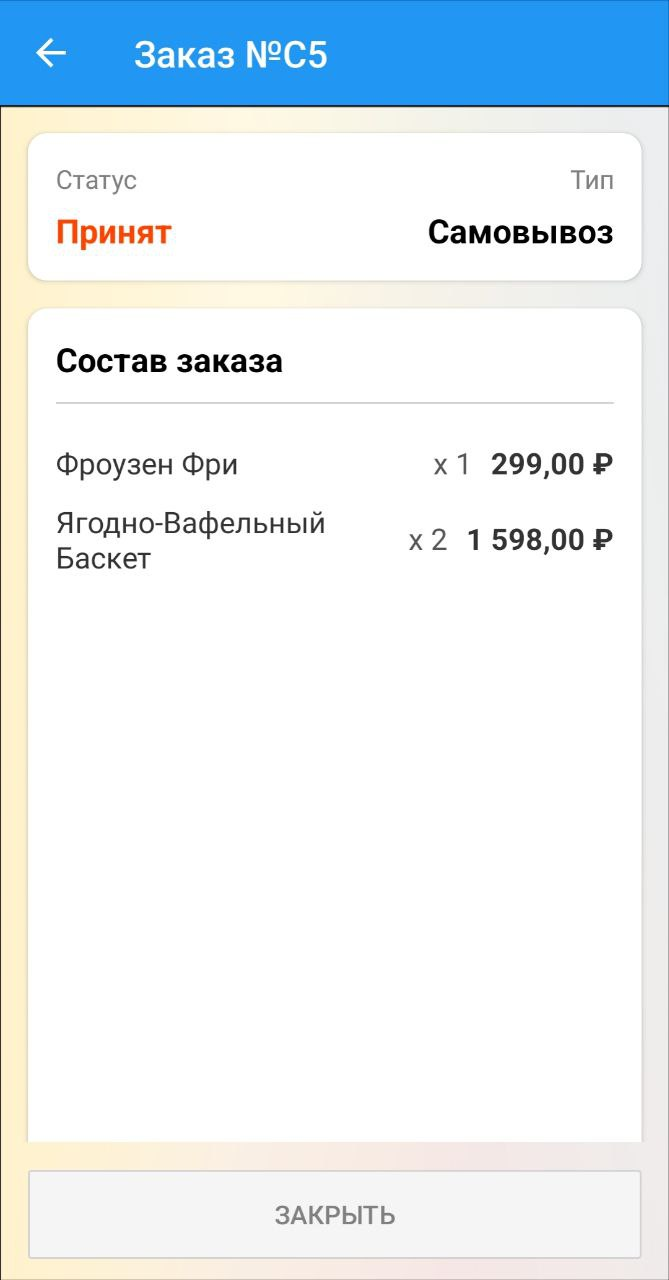 Заказ №C5
Статус Тип
Принят Самовывоз
Состав заказа
Фроузен Фри x 1 299,00 ₽
Ягодно-Вафельный
Баскет x 2 1 598,00 ₽
ЗАКРЫТЬ